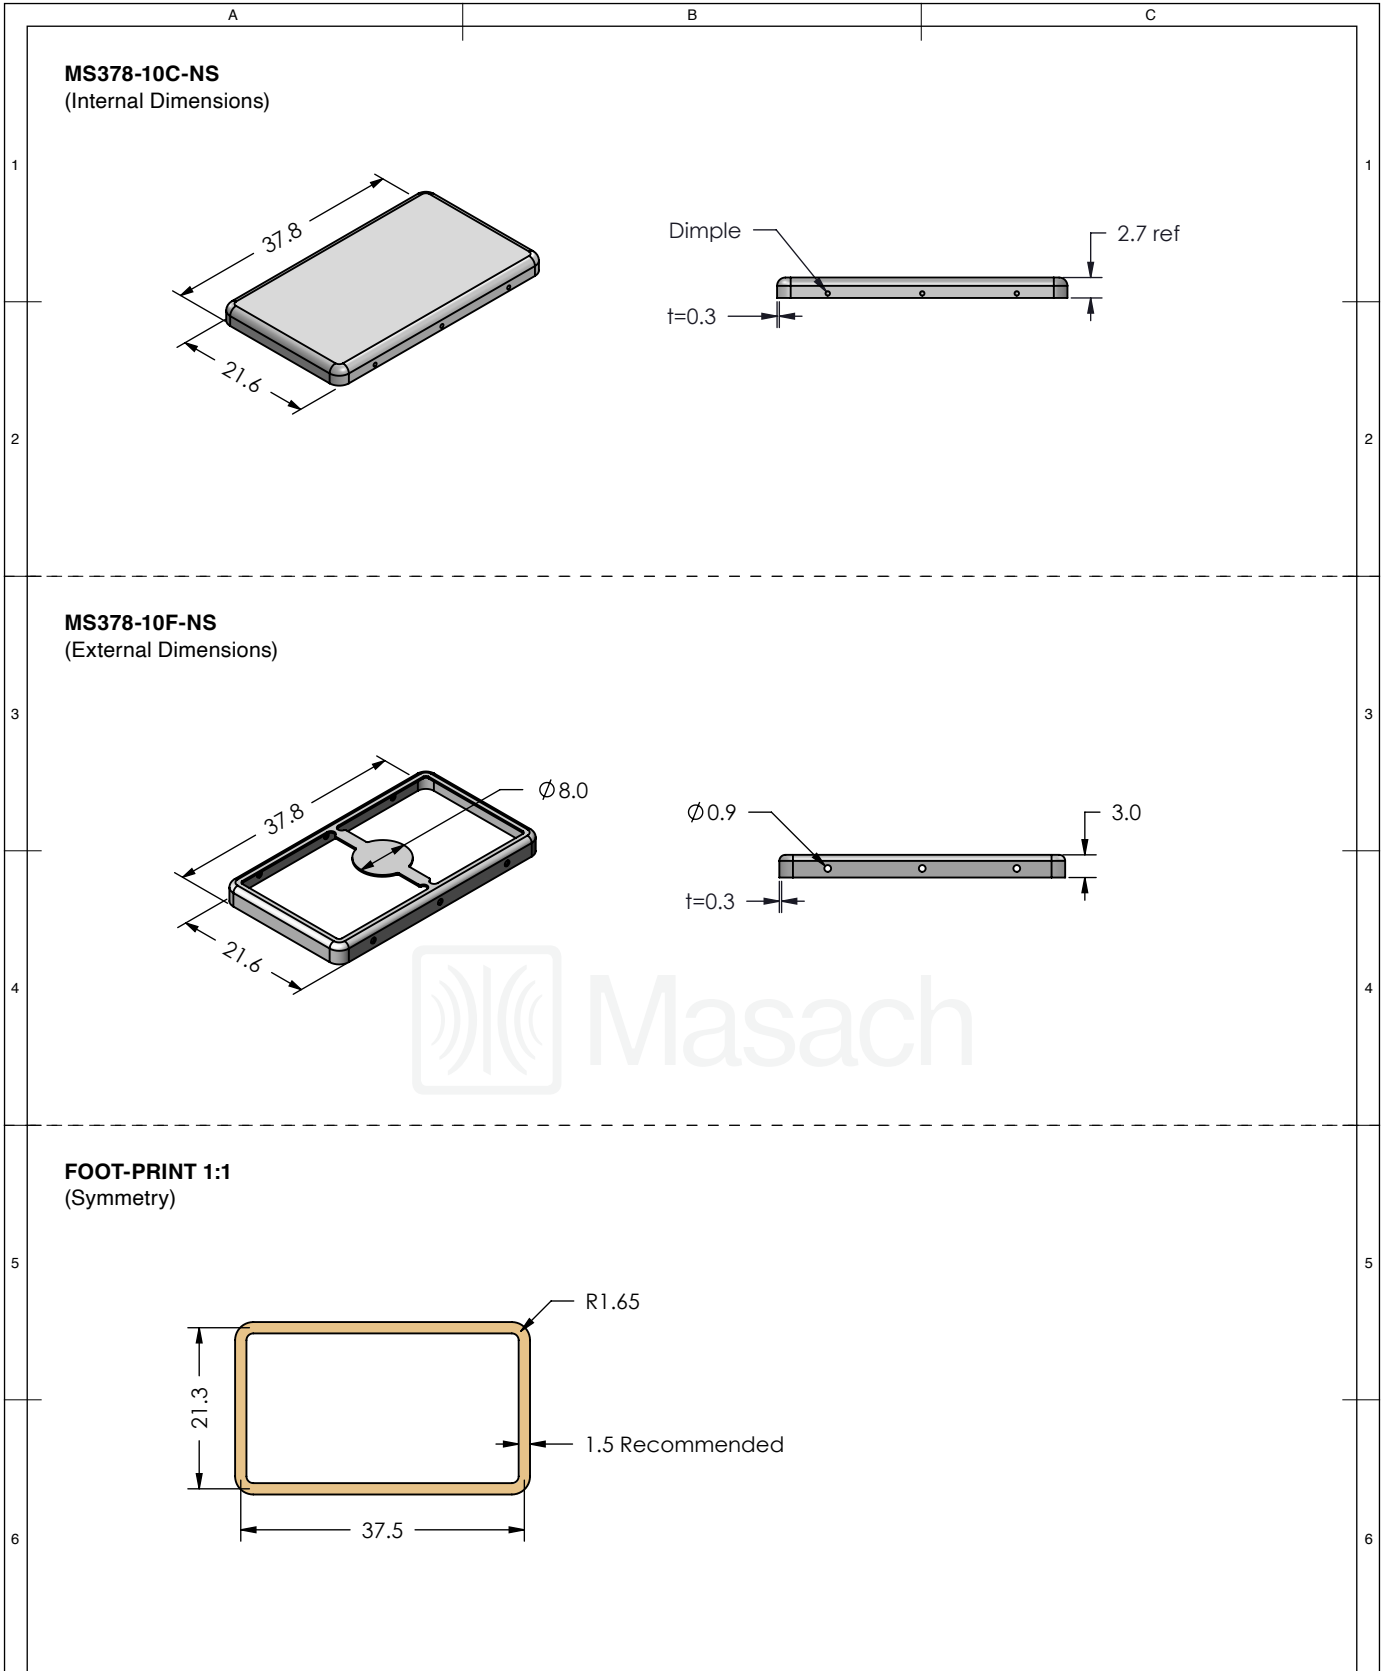 A B C
MS378-10C-NS
(Internal Dimensions)
1 1
37.8
21.6
Dimple
2.7 ref
t=0.3
2 2
MS378-10F-NS
(External Dimensions)
3 3
37.8
21.6
Ø8.0
Ø0.9
3.0
t=0.3
Masach
4 4
FOOT-PRINT 1:1
(Symmetry)
5 5
R1.65
21.3
1.5 Recommended
37.5
6 6